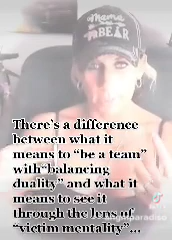 Mama
BEAR
There's a difference
between what it
means to "be a team"
with"balancing
duality" and what it
means to see it
through the lens of
"victim mentality"...